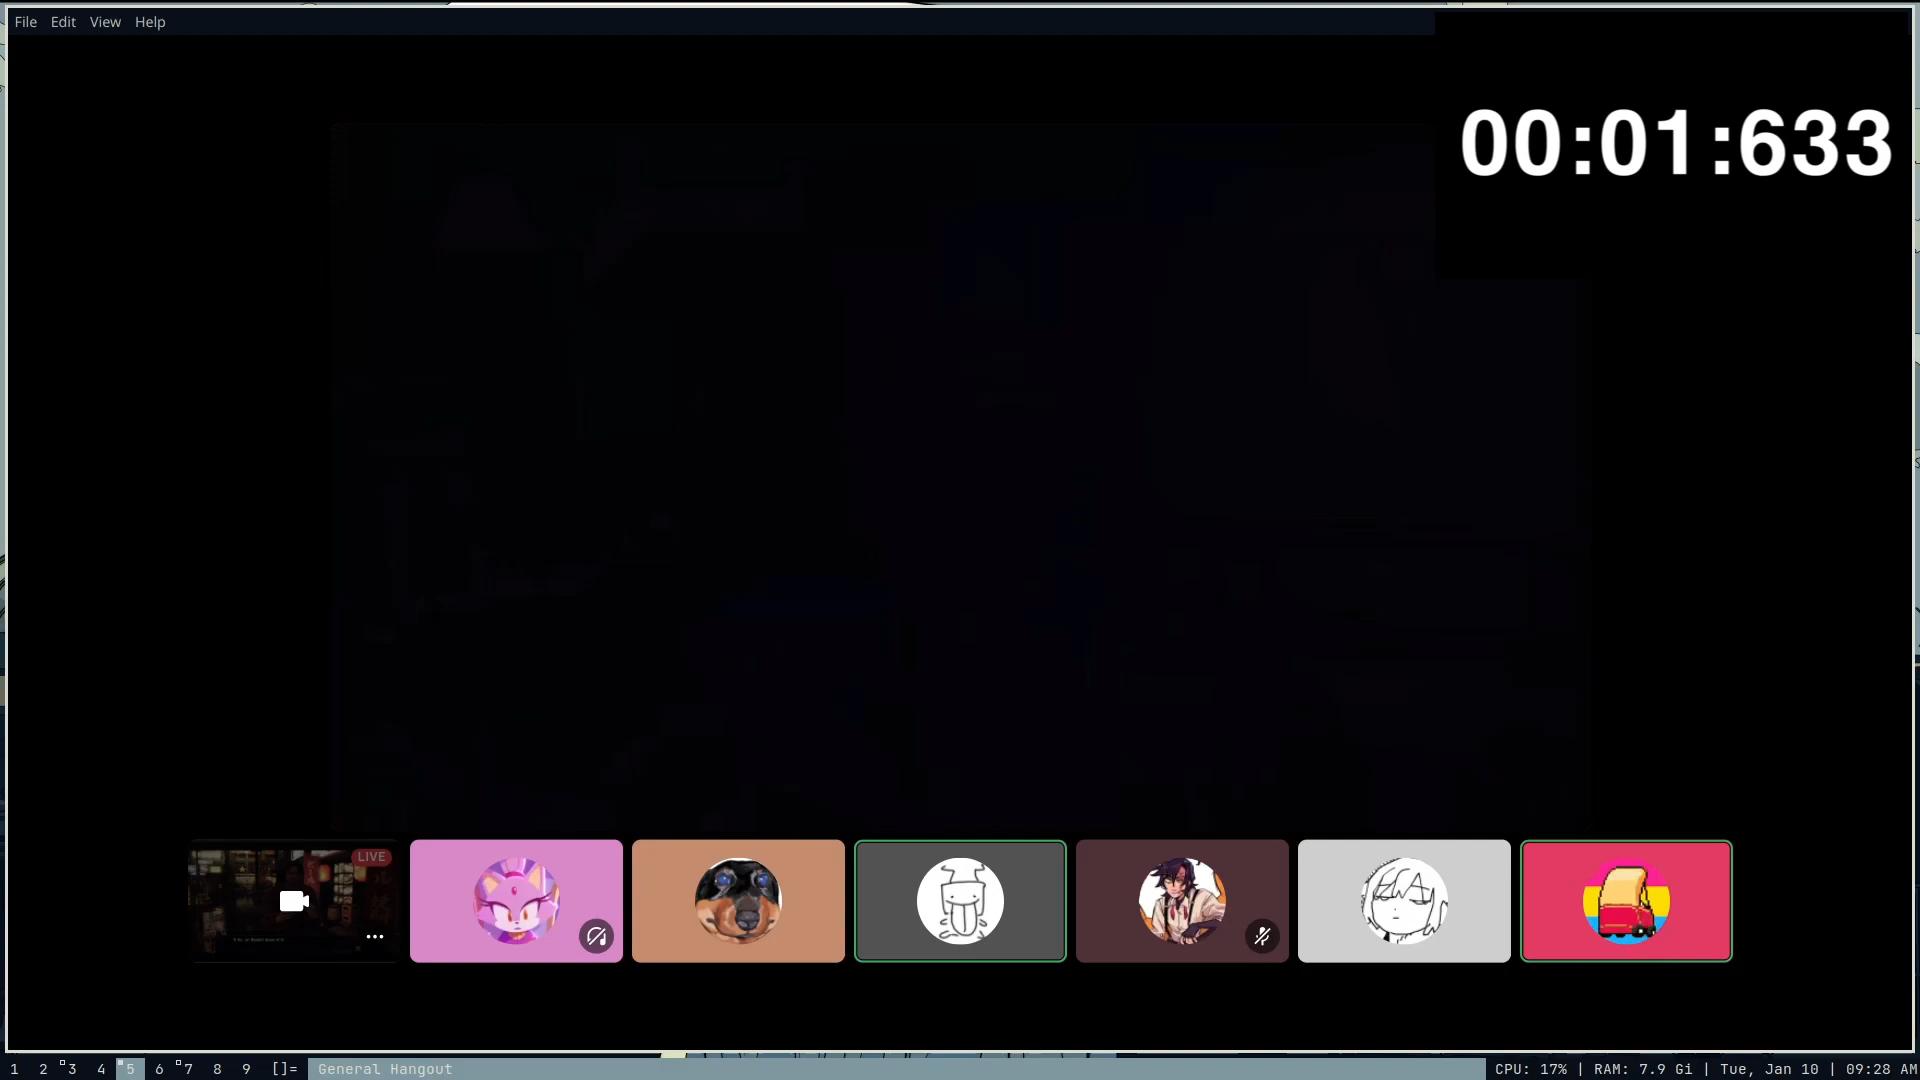 File Edit View Help
00:01:633
LIVE
1 2 3 4 5 6 7 8 9 []= General Hangout CPU: 17% | RAM: 7.9 Gi | Tue, Jan 10 | 09:28 AM